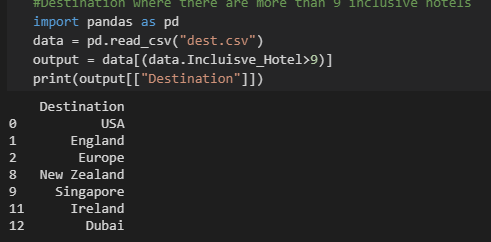 #Destination where there are more than 9 inclusive hotels
import pandas as pd
data = pd.read_csv("dest.csv")
output = data[(data.Incluisve_Hotel>9)]
print(output[["Destination"]])
Destination
0 USA
1 England
2 Europe
8 New Zealand
9 Singapore
11 Ireland
12 Dubai